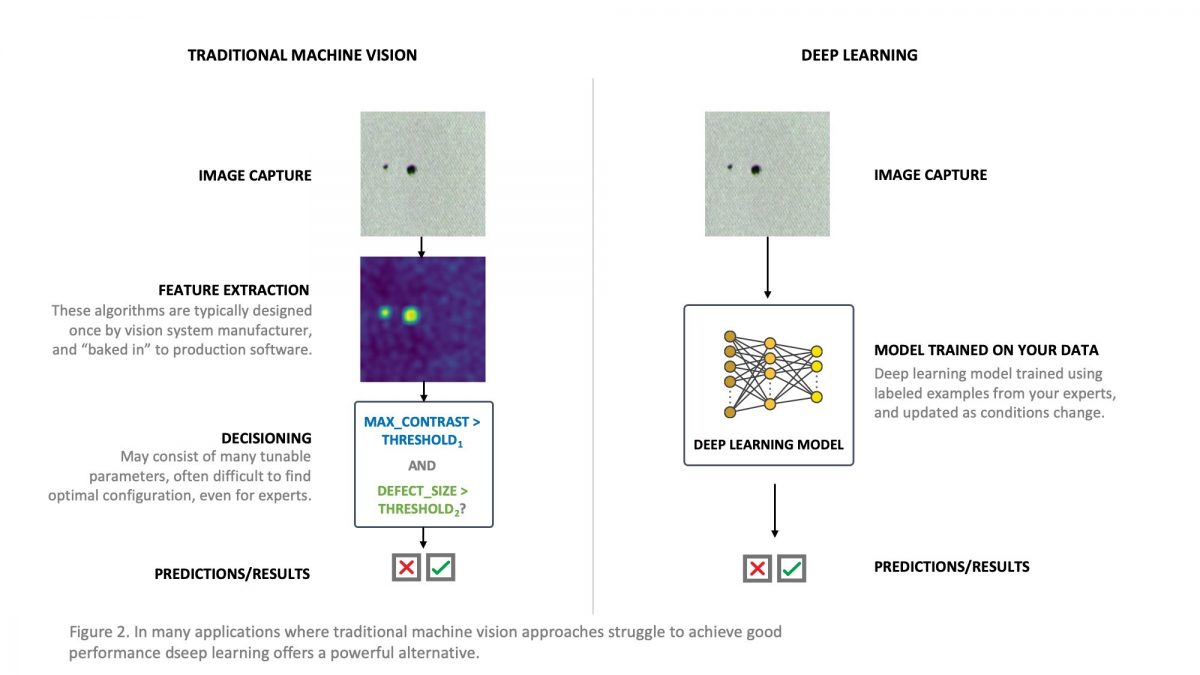 TRADITIONAL MACHINE VISION
IMAGE CAPTURE
FEATURE EXTRACTION
These algorithms are typically designed
once by vision system manufacturer,
and “baked in” to production software.
DECISIONING
May consist of many tunable
parameters, often difficult to find
optimal configuration, even for experts.
MAX_CONTRAST >
THRESHOLD1
AND
DEFECT_SIZE >
THRESHOLD2?
PREDICTIONS/RESULTS
DEEP LEARNING
IMAGE CAPTURE
DEEP LEARNING MODEL
MODEL TRAINED ON YOUR DATA
Deep learning model trained using
labeled examples from your experts,
and updated as conditions change.
PREDICTIONS/RESULTS
Figure 2. In many applications where traditional machine vision approaches struggle to achieve good
performance dseep learning offers a powerful alternative.